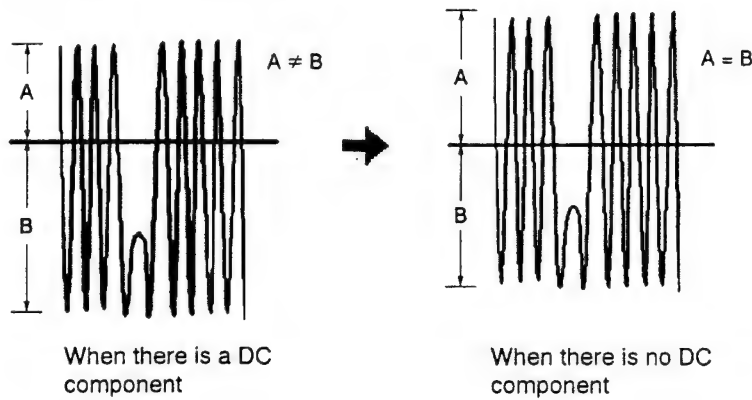 A ≠ B
A
B
When there is a DC
component
A = B
A
B
When there is no DC
component